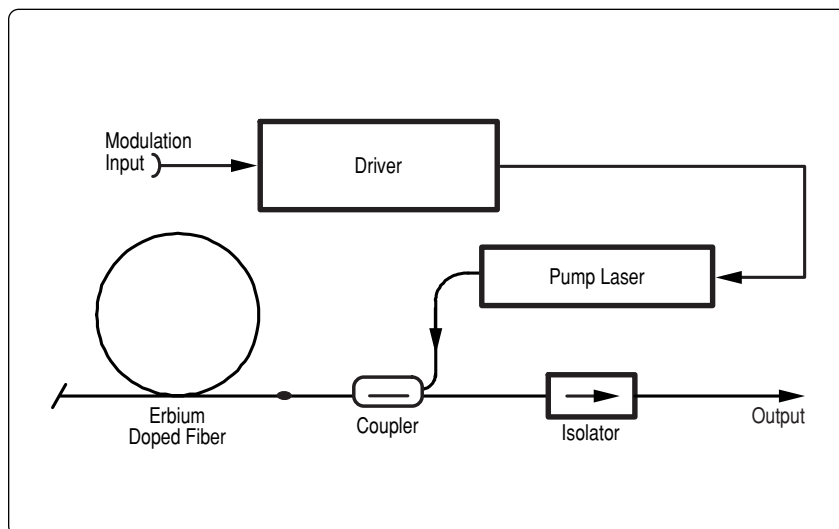 Modulation
Input
Driver
Pump Laser
Erbium
Doped Fiber
Coupler
Isolator
Output